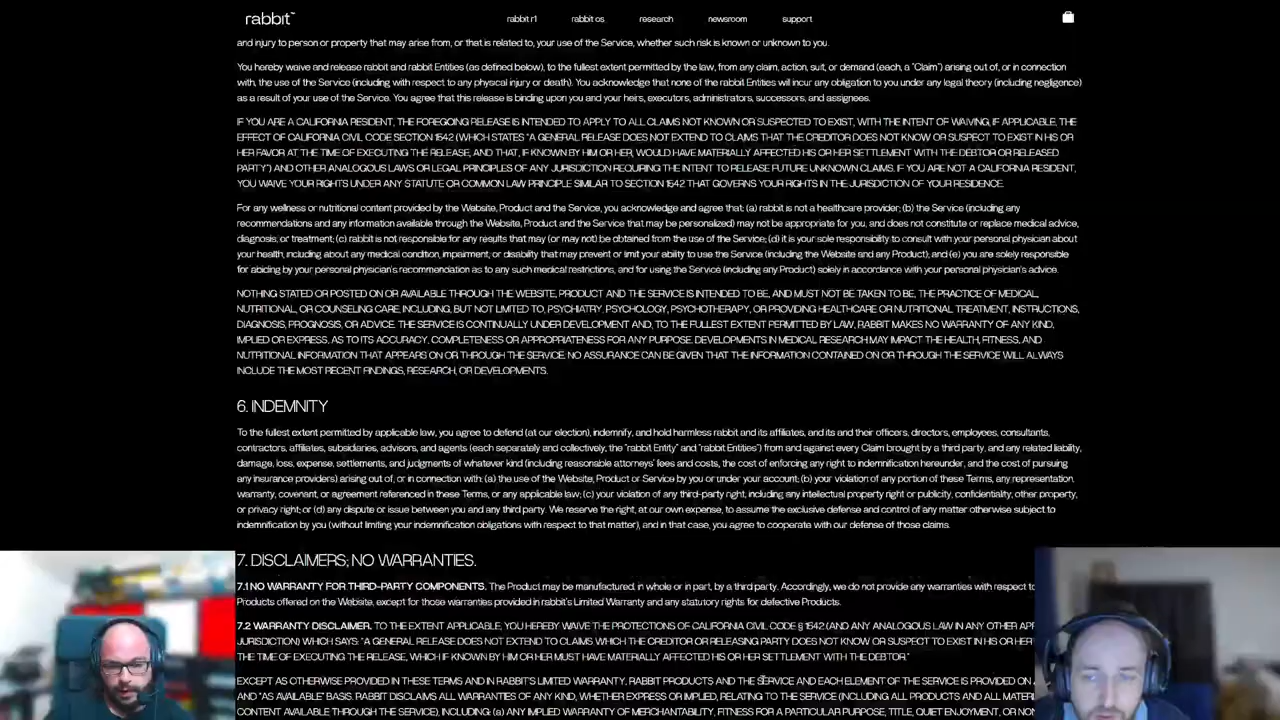 rabbit™
rabbit r1 rabbit os research newsroom support
and injury to person or property that may arise from, or that is related to, your use of the Service, whether such risk is known or unknown to you.
You hereby waive and release rabbit and rabbit Entities (as defined below), to the fullest extent permitted by the law, from any claim, action, suit, or demand (each, a "Claim") arising out of, or in connection
with, the use of the Service (including with respect to any physical injury or death). You acknowledge that none of the rabbit Entities will incur any obligation to you under any legal theory (including negligence)
as a result of your use of the Service. You agree that this release is binding upon you and your heirs, executors, administrators, successors, and assignees.
IF YOU ARE A CALIFORNIA RESIDENT, THE FOREGOING RELEASE IS INTENDED TO APPLY TO ALL CLAIMS NOT KNOWN OR SUSPECTED TO EXIST, WITH THE INTENT OF WAIVING, IF APPLICABLE, THE
EFFECT OF CALIFORNIA CIVIL CODE SECTION 1542 (WHICH STATES "A GENERAL RELEASE DOES NOT EXTEND TO CLAIMS THAT THE CREDITOR DOES NOT KNOW OR SUSPECT TO EXIST IN HIS OR
HER FAVOR AT THE TIME OF EXECUTING THE RELEASE, AND THAT, IF KNOWN BY HIM OR HER, WOULD HAVE MATERIALLY AFFECTED HIS OR HER SETTLEMENT WITH THE DEBTOR OR RELEASED
PARTY") AND OTHER ANALOGOUS LAWS OR LEGAL PRINCIPLES OF ANY JURISDICTION REQUIRING THE INTENT TO RELEASE FUTURE UNKNOWN CLAIMS. IF YOU ARE NOT A CALIFORNIA RESIDENT,
YOU WAIVE YOUR RIGHTS UNDER ANY STATUTE OR COMMON LAW PRINCIPLE SIMILAR TO SECTION 1542 THAT GOVERNS YOUR RIGHTS IN THE JURISDICTION OF YOUR RESIDENCE.
For any wellness or nutritional content provided by the Website, Product and the Service, you acknowledge and agree that: (a) rabbit is not a healthcare provider; (b) the Service (including any
recommendations and any information available through the Website, Product and the Service that may be personalized) may not be appropriate for you, and does not constitute or replace medical advice,
diagnosis, or treatment; (c) rabbit is not responsible for any results that may (or may not) be obtained from the use of the Service; (d) it is your sole responsibility to consult with your personal physician about
your health, including about any medical condition, impairment, or disability that may prevent or limit your ability to use the Service (including the Website and any Product), and (e) you are solely responsible
for abiding by your personal physician's recommendation as to any such medical restrictions, and for using the Service (including any Product) solely in accordance with your personal physician's advice.
NOTHING STATED OR POSTED ON OR AVAILABLE THROUGH THE WEBSITE, PRODUCT AND THE SERVICE IS INTENDED TO BE, AND MUST NOT BE TAKEN TO BE, THE PRACTICE OF MEDICAL,
NUTRITIONAL, OR COUNSELING CARE, INCLUDING, BUT NOT LIMITED TO, PSYCHIATRY, PSYCHOLOGY, PSYCHOTHERAPY, OR PROVIDING HEALTHCARE OR NUTRITIONAL TREATMENT, INSTRUCTIONS,
DIAGNOSIS, PROGNOSIS, OR ADVICE. THE SERVICE IS CONTINUALLY UNDER DEVELOPMENT AND, TO THE FULLEST EXTENT PERMITTED BY LAW, RABBIT MAKES NO WARRANTY OF ANY KIND,
IMPLIED OR EXPRESS, AS TO ITS ACCURACY, COMPLETENESS OR APPROPRIATENESS FOR ANY PURPOSE. DEVELOPMENTS IN MEDICAL RESEARCH MAY IMPACT THE HEALTH, FITNESS, AND
NUTRITIONAL INFORMATION THAT APPEARS ON OR THROUGH THE SERVICE. NO ASSURANCE CAN BE GIVEN THAT THE INFORMATION CONTAINED ON OR THROUGH THE SERVICE WILL ALWAYS
INCLUDE THE MOST RECENT FINDINGS, RESEARCH, OR DEVELOPMENTS.
6. INDEMNITY
To the fullest extent permitted by applicable law, you agree to defend (at our election), indemnify, and hold harmless rabbit and its affiliates, and its and their officers, directors, employees, consultants,
contractors, affiliates, subsidiaries, advisors, and agents (each separately and collectively, the "rabbit Entity" and "rabbit Entities") from and against every Claim brought by a third party, and any related liability,
damage, loss, expense, settlements, and judgments of whatever kind (including reasonable attorneys' fees and costs, the cost of enforcing any right to indemnification hereunder, and the cost of pursuing
any insurance providers) arising out of, or in connection with: (a) the use of the Website, Product or Service by you or under your account; (b) your violation of any portion of these Terms, any representation,
warranty, covenant, or agreement referenced in these Terms, or any applicable law; (c) your violation of any third-party right, including any intellectual property right or publicity, confidentiality, other property,
or privacy right; or (d) any dispute or issue between you and any third party. We reserve the right, at our own expense, to assume the exclusive defense and control of any matter otherwise subject to
indemnification by you (without limiting your indemnification obligations with respect to that matter), and in that case, you agree to cooperate with our defense of those claims.
7. DISCLAIMERS; NO WARRANTIES.
7.1 NO WARRANTY FOR THIRD-PARTY COMPONENTS. The Product may be manufactured, in whole or in part, by a third party. Accordingly, we do not provide any warranties with respect to
Products offered on the Website, except for those warranties provided in rabbit's Limited Warranty and any statutory rights for defective Products.
7.2 WARRANTY DISCLAIMER. TO THE EXTENT APPLICABLE, YOU HEREBY WAIVE THE PROTECTIONS OF CALIFORNIA CIVIL CODE § 1542 (AND ANY ANALOGOUS LAW IN ANY OTHER APP
JURISDICTION) WHICH SAYS: "A GENERAL RELEASE DOES NOT EXTEND TO CLAIMS WHICH THE CREDITOR OR RELEASING PARTY DOES NOT KNOW OR SUSPECT TO EXIST IN HIS OR HER
THE TIME OF EXECUTING THE RELEASE, WHICH IF KNOWN BY HIM OR HER MUST HAVE MATERIALLY AFFECTED HIS OR HER SETTLEMENT WITH THE DEBTOR."
EXCEPT AS OTHERWISE PROVIDED IN THESE TERMS AND IN RABBIT'S LIMITED WARRANTY, RABBIT PRODUCTS AND THE SERVICE AND EACH ELEMENT OF THE SERVICE IS PROVIDED ON
AND "AS AVAILABLE" BASIS. RABBIT DISCLAIMS ALL WARRANTIES OF ANY KIND, WHETHER EXPRESS OR IMPLIED, RELATING TO THE SERVICE (INCLUDING ALL PRODUCTS AND ALL MATERI
CONTENT AVAILABLE THROUGH THE SERVICE), INCLUDING: (a) ANY IMPLIED WARRANTY OF MERCHANTABILITY, FITNESS FOR A PARTICULAR PURPOSE, TITLE, QUIET ENJOYMENT, OR NON